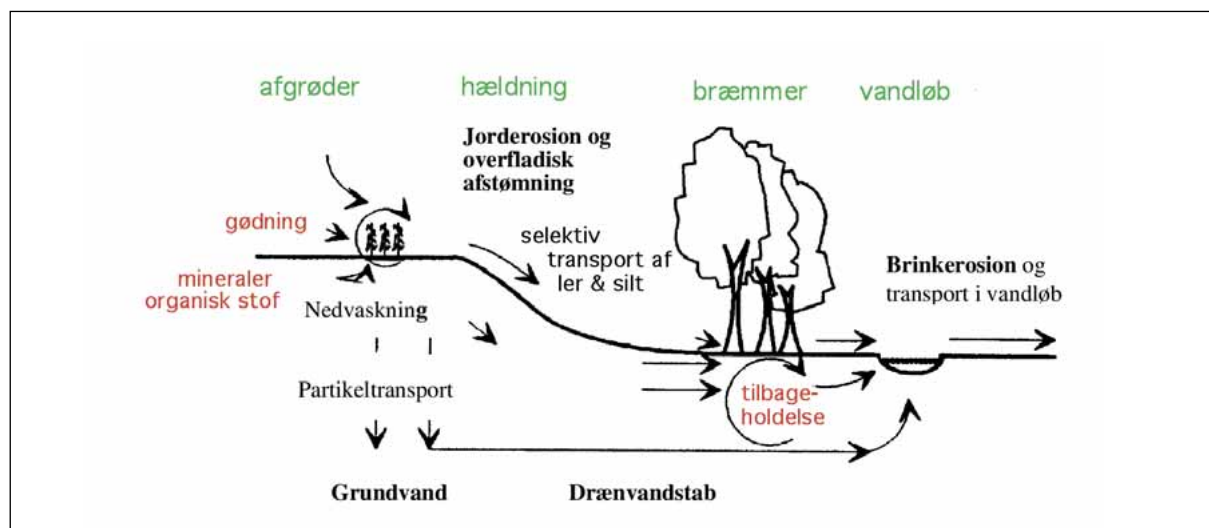 afgrøder
hældning
bræmmer
vandløb
Jorderosion og
overfladisk
afstømning
gødning
selektiv
transport af
ler & silt
mineraler
organisk stof
Brinkerosion og
transport i vandløb
Nedvaskning
Partikeltransport
tilbage-
holdelse
Grundvand
Drænvandstab